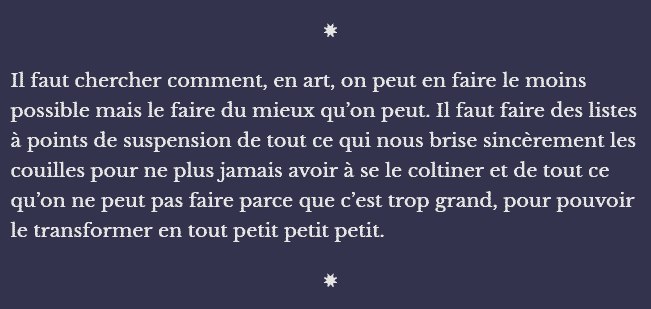 Il faut chercher comment, en art, on peut en faire le moins
possible mais le faire du mieux qu’on peut. Il faut faire des listes
à points de suspension de tout ce qui nous brise sincèrement les
couilles pour ne plus jamais avoir à se le coltiner et de tout ce
qu’on ne peut pas faire parce que c’est trop grand, pour pouvoir
le transformer en tout petit petit petit.